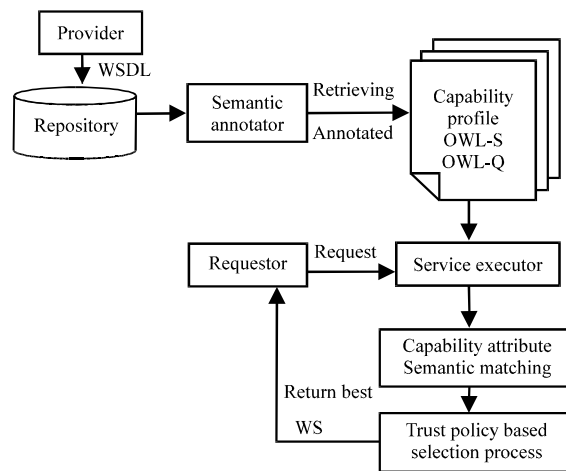 Provider
WSDL
Repository
Semantic
annotator
Retrieving
Annotated
Capability
profile
OWL-S
OWL-Q
Requestor
Request
Service executor
Capability attribute
Semantic matching
Return best
WS
Trust policy based
selection process